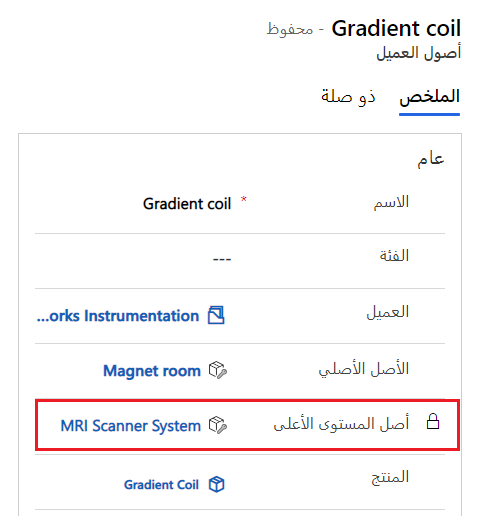 Gradient coil - محفوظ
أصول العميل
الملخص ذو صلة
عام
الاسم * Gradient coil
الفئة ---
العميل ...orks Instrumentation
الأصل الأصلي Magnet room
أصل المستوى الأعلى MRI Scanner System
المنتج Gradient Coil